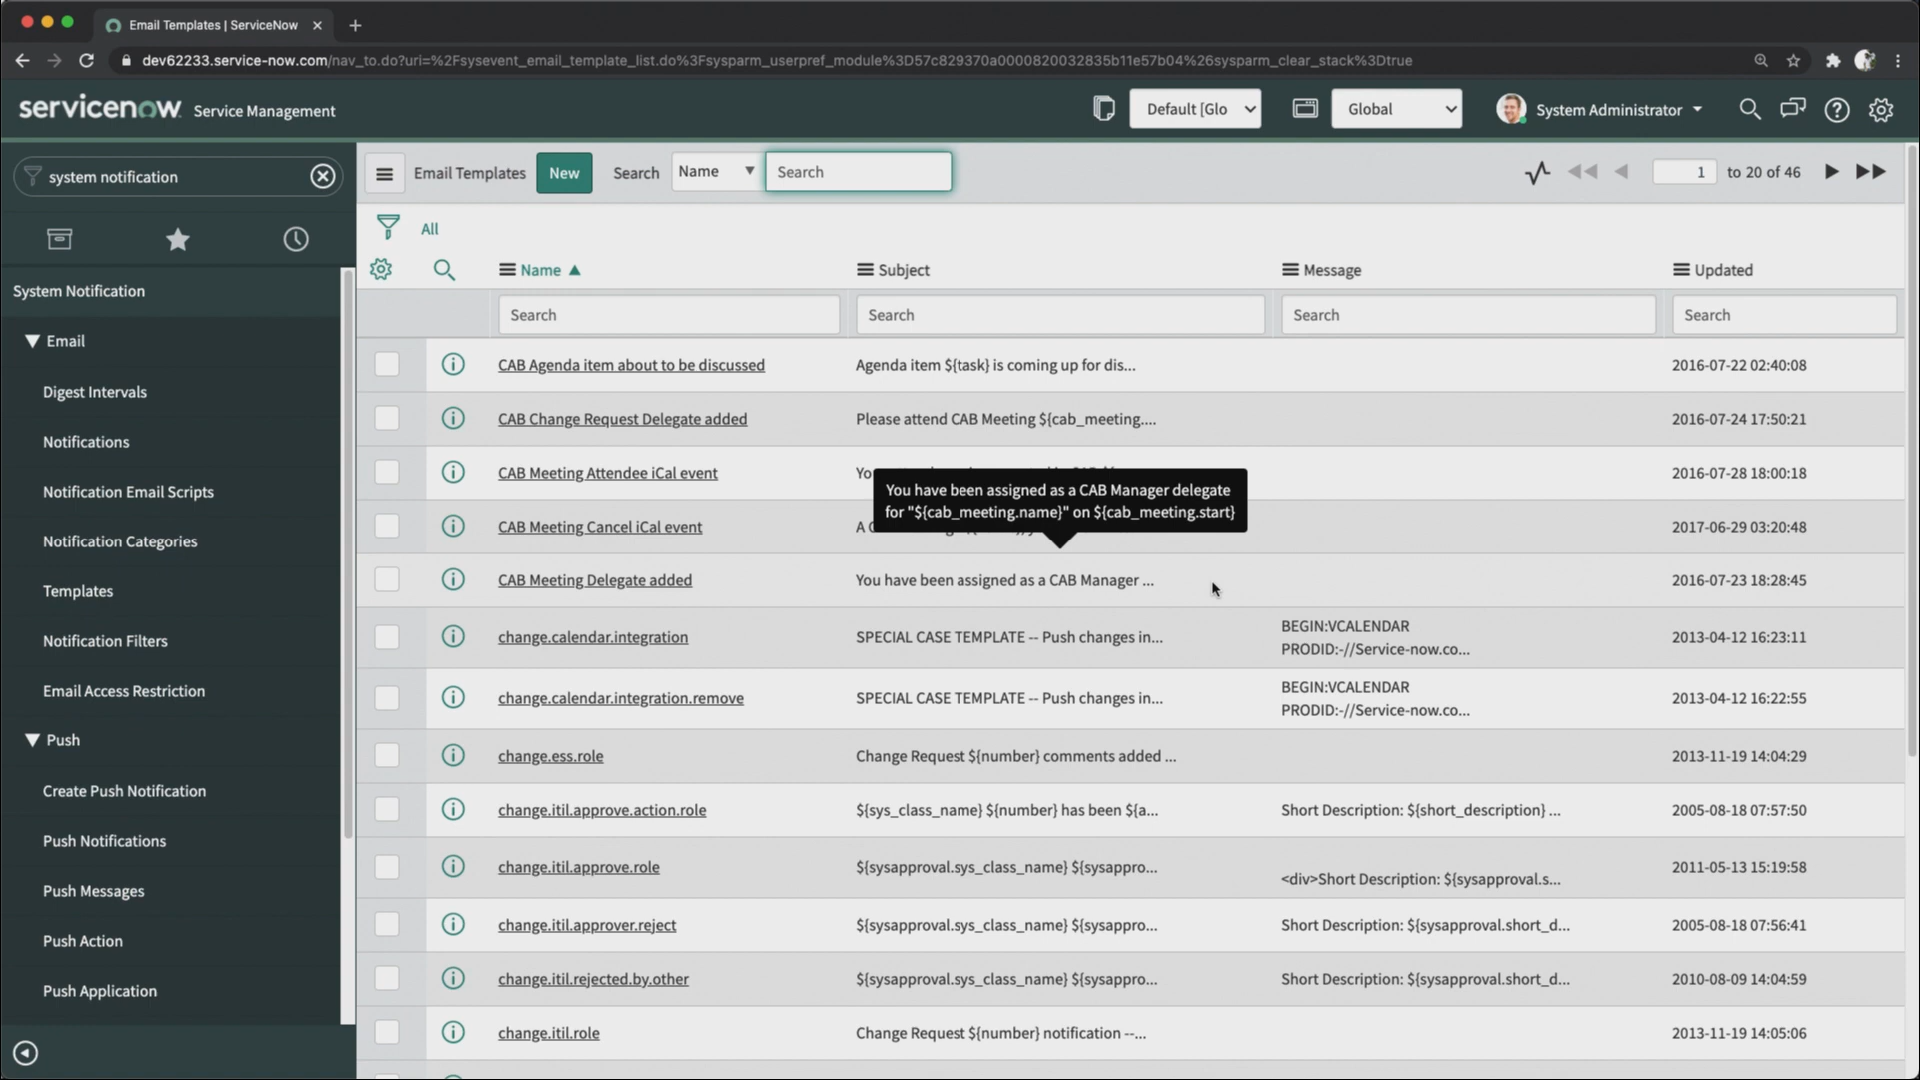 Email Templates | ServiceNow
dev62233.service-now.com/nav_to.do?uri=%2Fsysevent_email_template_list.do%3Fsysparm_userpref_module%3D57c829370a0000820032835b11e57b04%26sysparm_clear_stack%3Dtrue
servicenow Service Management
Default [Glo
Global
System Administrator
system notification
Email Templates
New
Search
Name
Search
1
to 20 of 46
All
System Notification
Email
Digest Intervals
Notifications
Notification Email Scripts
Notification Categories
Templates
Notification Filters
Email Access Restriction
Push
Create Push Notification
Push Notifications
Push Messages
Push Action
Push Application
Name Subject Message Updated
Search Search Search Search
CAB Agenda item about to be discussed Agenda item ${task} is coming up for dis... 2016-07-22 02:40:08
CAB Change Request Delegate added Please attend CAB Meeting ${cab_meeting.... 2016-07-24 17:50:21
CAB Meeting Attendee iCal event Yo 2016-07-28 18:00:18
You have been assigned as a CAB Manager delegate
for "${cab_meeting.name}" on ${cab_meeting.start}
CAB Meeting Cancel iCal event A 2017-06-29 03:20:48
CAB Meeting Delegate added You have been assigned as a CAB Manager ... 2016-07-23 18:28:45
change.calendar.integration SPECIAL CASE TEMPLATE -- Push changes in... BEGIN:VCALENDAR
PRODID:-//Service-now.co... 2013-04-12 16:23:11
change.calendar.integration.remove SPECIAL CASE TEMPLATE -- Push changes in... BEGIN:VCALENDAR
PRODID:-//Service-now.co... 2013-04-12 16:22:55
change.ess.role Change Request ${number} comments added ... 2013-11-19 14:04:29
change.itil.approve.action.role ${sys_class_name} ${number} has been ${a... Short Description: ${short_description} ... 2005-08-18 07:57:50
change.itil.approve.role ${sysapproval.sys_class_name} ${sysappro... <div>Short Description: ${sysapproval.s... 2011-05-13 15:19:58
change.itil.approver.reject ${sysapproval.sys_class_name} ${sysappro... Short Description: ${sysapproval.short_d... 2005-08-18 07:56:41
change.itil.rejected.by.other ${sysapproval.sys_class_name} ${sysappro... Short Description: ${sysapproval.short_d... 2010-08-09 14:04:59
change.itil.role Change Request ${number} notification --... 2013-11-19 14:05:06